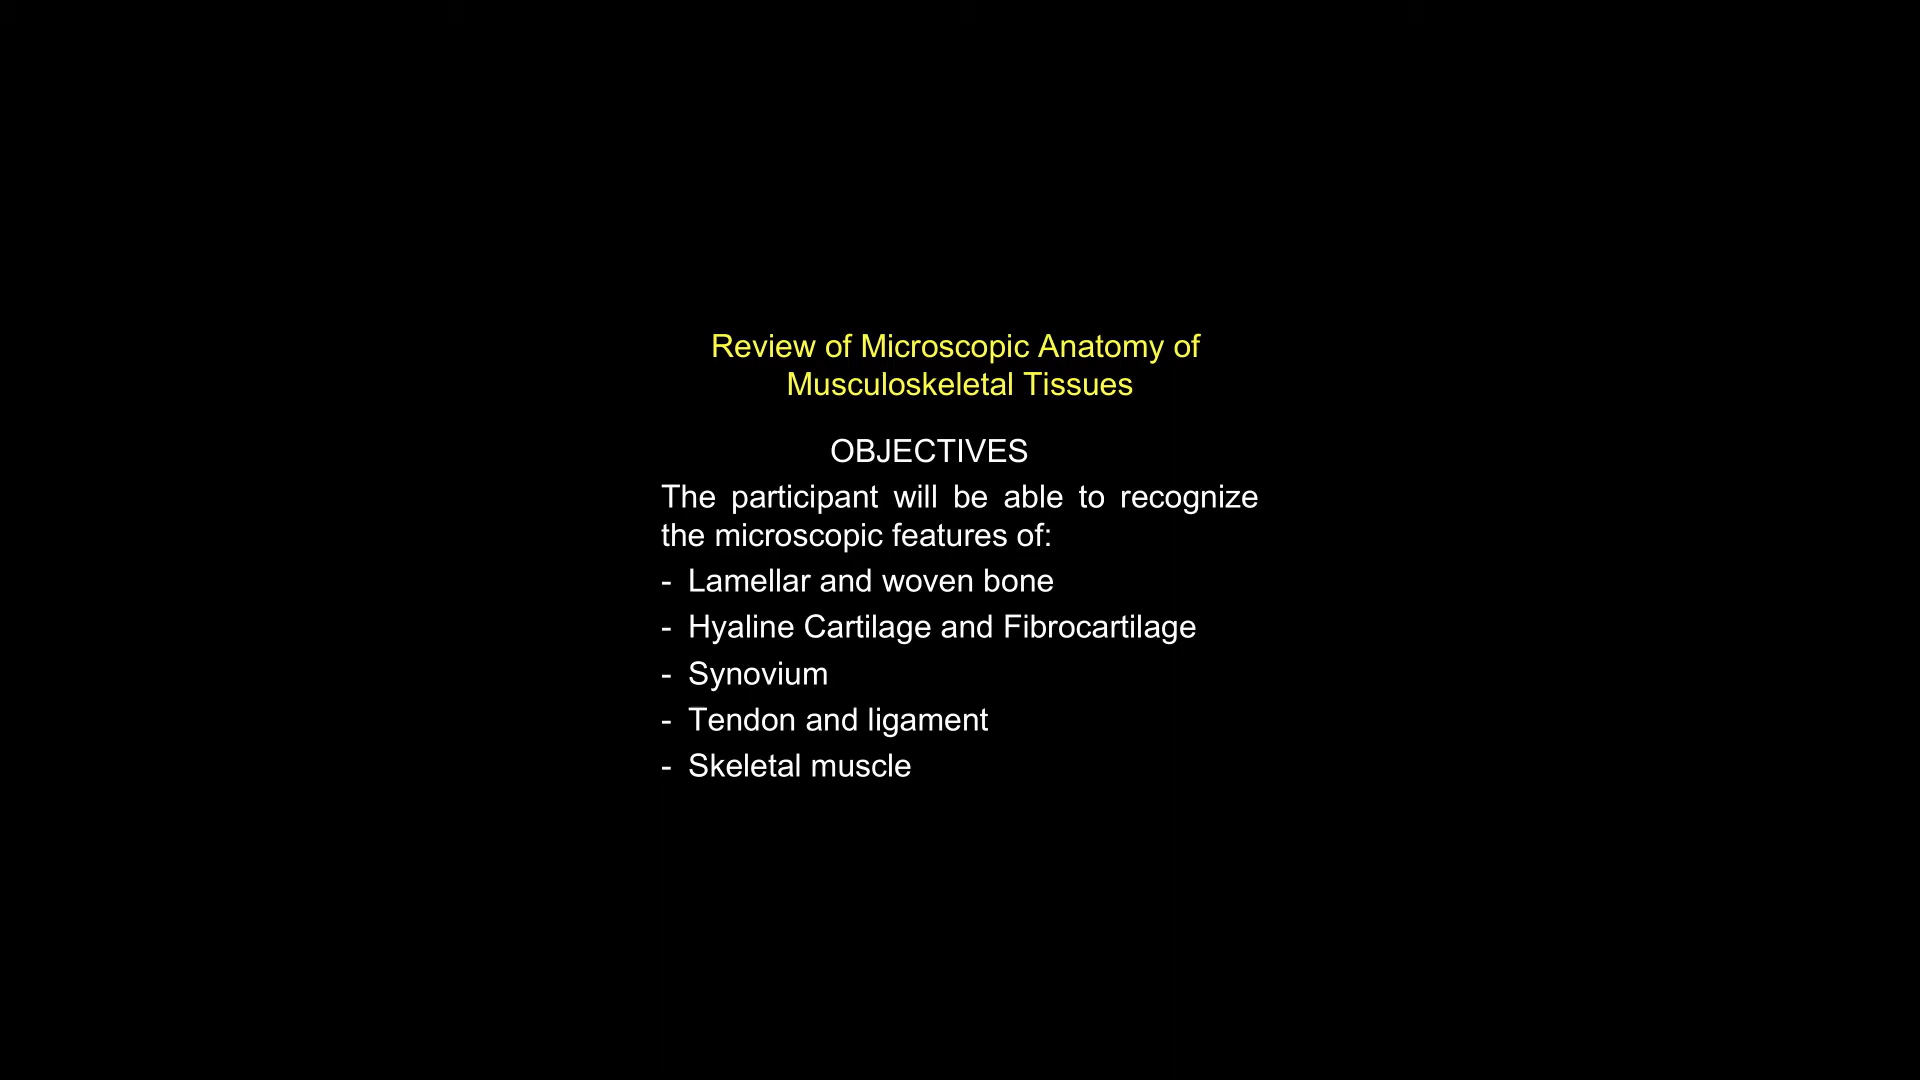 Review of Microscopic Anatomy of
Musculoskeletal Tissues
OBJECTIVES
The participant will be able to recognize
the microscopic features of:
- Lamellar and woven bone
- Hyaline Cartilage and Fibrocartilage
- Synovium
- Tendon and ligament
- Skeletal muscle